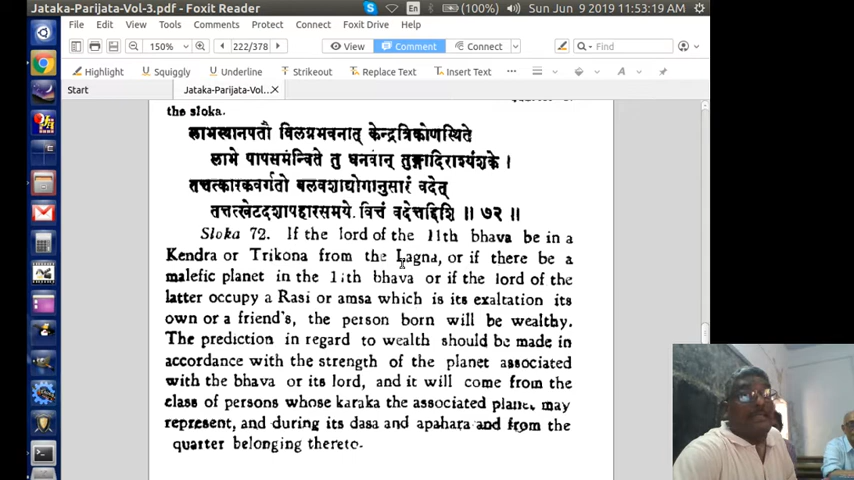 Jataka-Parijata-Vol-3.pdf - Foxit Reader
En
(100%)
Sun Jun 9 2019 11:53:19 AM
File Edit View Tools Comments Connect Foxit Drive Help
150%
222/378
View
Comment
Connect
Find
Highlight
Squiggly
Underline
Strikeout
Replace Text
Insert Text
Start
Jataka-Parijata-Vol...
the sloka.
लाभस्थानपतौ विलग्नभवनात् केन्द्रत्रिकोणस्थिते
लाभे पापसमन्विते तु धनवान् तुङ्गादिराश्यंशके ।
तत्तत्कारकवर्गतो बलवशाद्योगानुसारं वदेत्
तत्तत्खेटदशापहारसमये वित्तं वदेत्तद्दिशि ॥ ७२ ॥
Sloka 72. If the lord of the 11th bhava be in a
Kendra or Trikona from the Lagna, or if there be a
malefic planet in the 11th bhava or if the lord of the
latter occupy a Rasi or amsa which is its exaltation its
own or a friend's, the person born will be wealthy.
The prediction in regard to wealth should be made in
accordance with the strength of the planet associated
with the bhava or its lord, and it will come from the
class of persons whose karaka the associated planet may
represent, and during its dasa and apahara and from the
quarter belonging thereto.